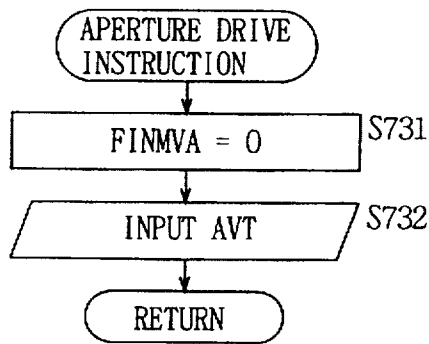 APERTURE DRIVE
INSTRUCTION
FINMVA = 0
S731
INPUT AVT
S732
RETURN